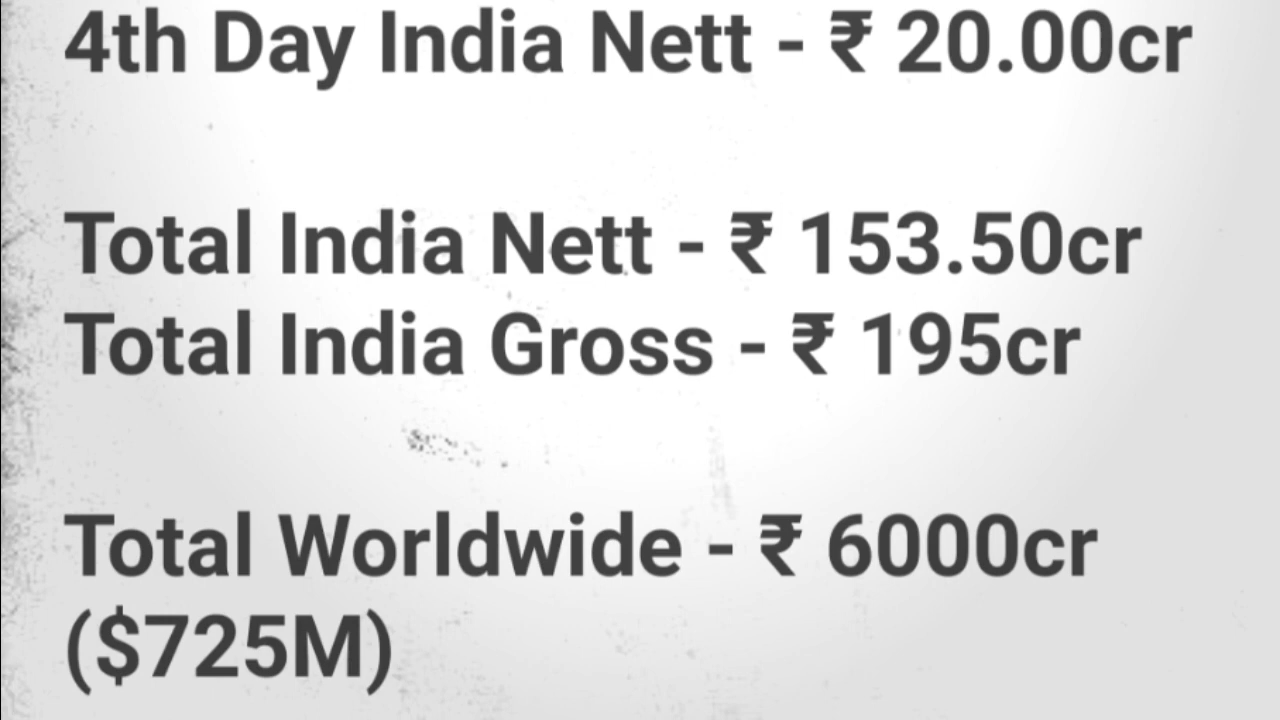 4th Day India Nett - ₹ 20.00cr
Total India Nett - ₹ 153.50cr
Total India Gross - ₹ 195cr
Total Worldwide - ₹ 6000cr
($725M)